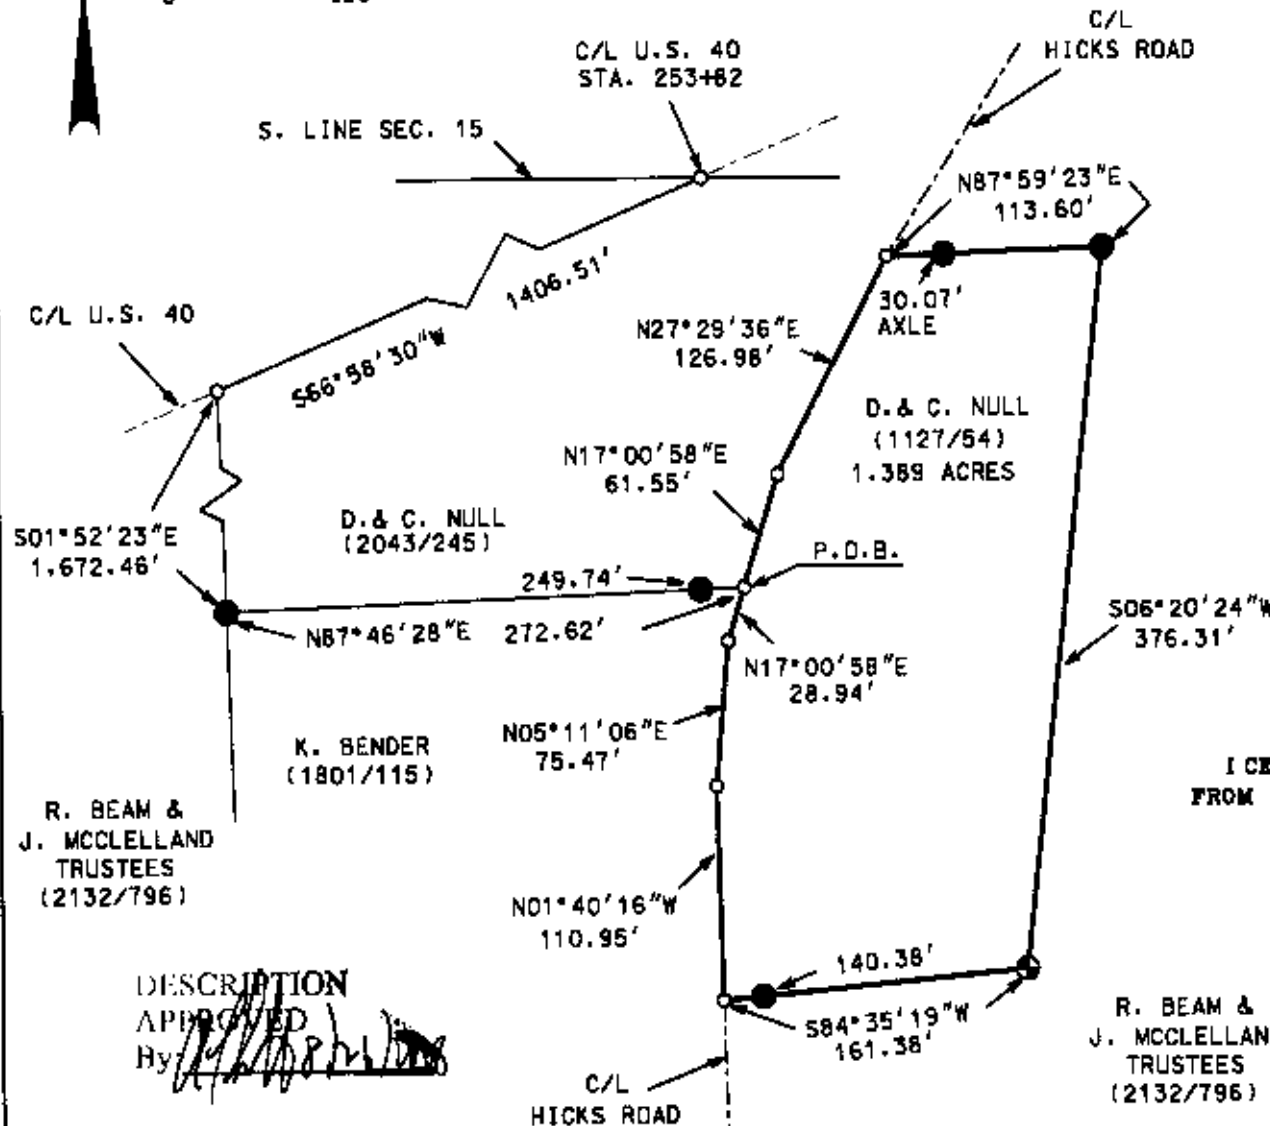 C/L
HICKS ROAD
C/L U.S. 40
STA. 253+82
S. LINE SEC. 15
N87°59'23"E
113.60'
1406.51'
C/L U.S. 40
S66°58'30"W
30.07'
AXLE
N27°29'36"E
126.98'
D.& C. NULL
(1127/54)
1.389 ACRES
N17°00'58"E
61.55'
S01°52'23"E
1,672.46'
D.& C. NULL
(2043/245)
P.O.B.
249.74'
N87°46'28"E 272.62'
S06°20'24"W
376.31'
N17°00'58"E
28.94'
N05°11'06"E
75.47'
K. BENDER
(1801/115)
I CE
FROM
R. BEAM &
J. MCCLELLAND
TRUSTEES
(2132/796)
N01°40'16"W
110.95'
140.38'
S84°35'19"W
161.38'
DESCRIPTION
APPROVED
By:
R. BEAM &
J. MCCLELLAN
TRUSTEES
(2132/796)
C/L
HICKS ROAD